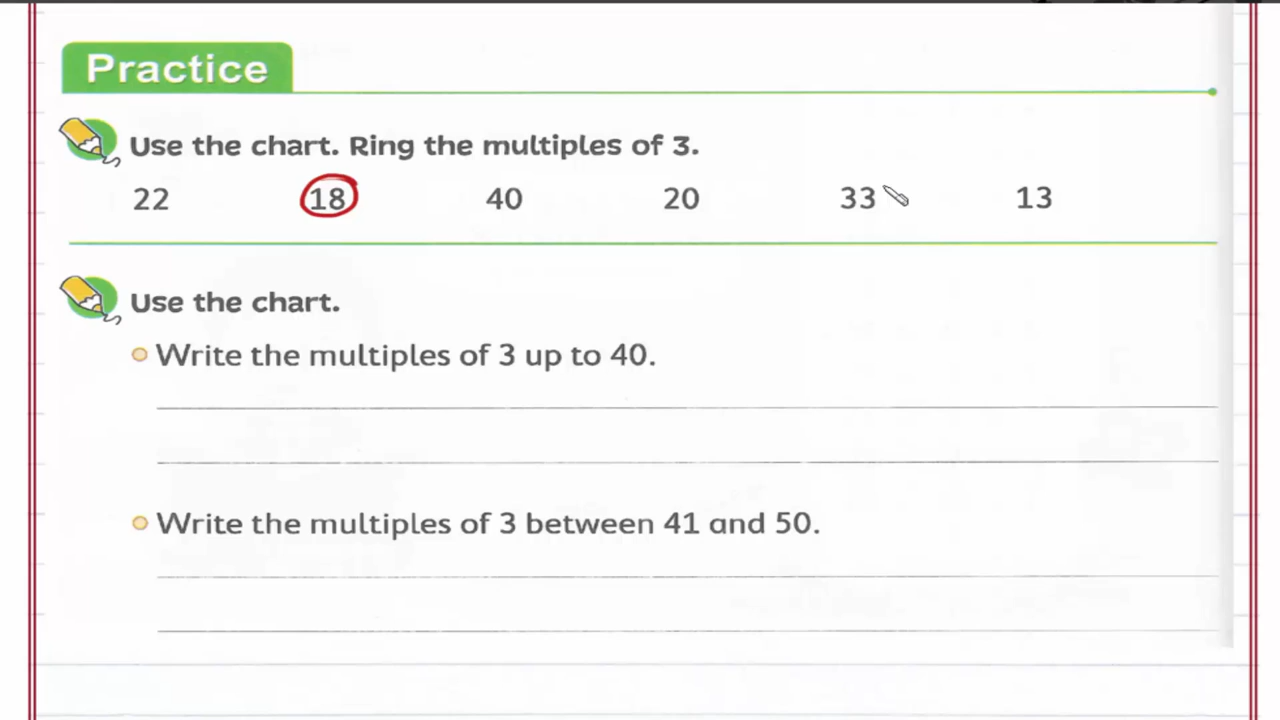 Practice
Use the chart. Ring the multiples of 3.
22 18 40 20 33 13
Use the chart.
Write the multiples of 3 up to 40.
Write the multiples of 3 between 41 and 50.